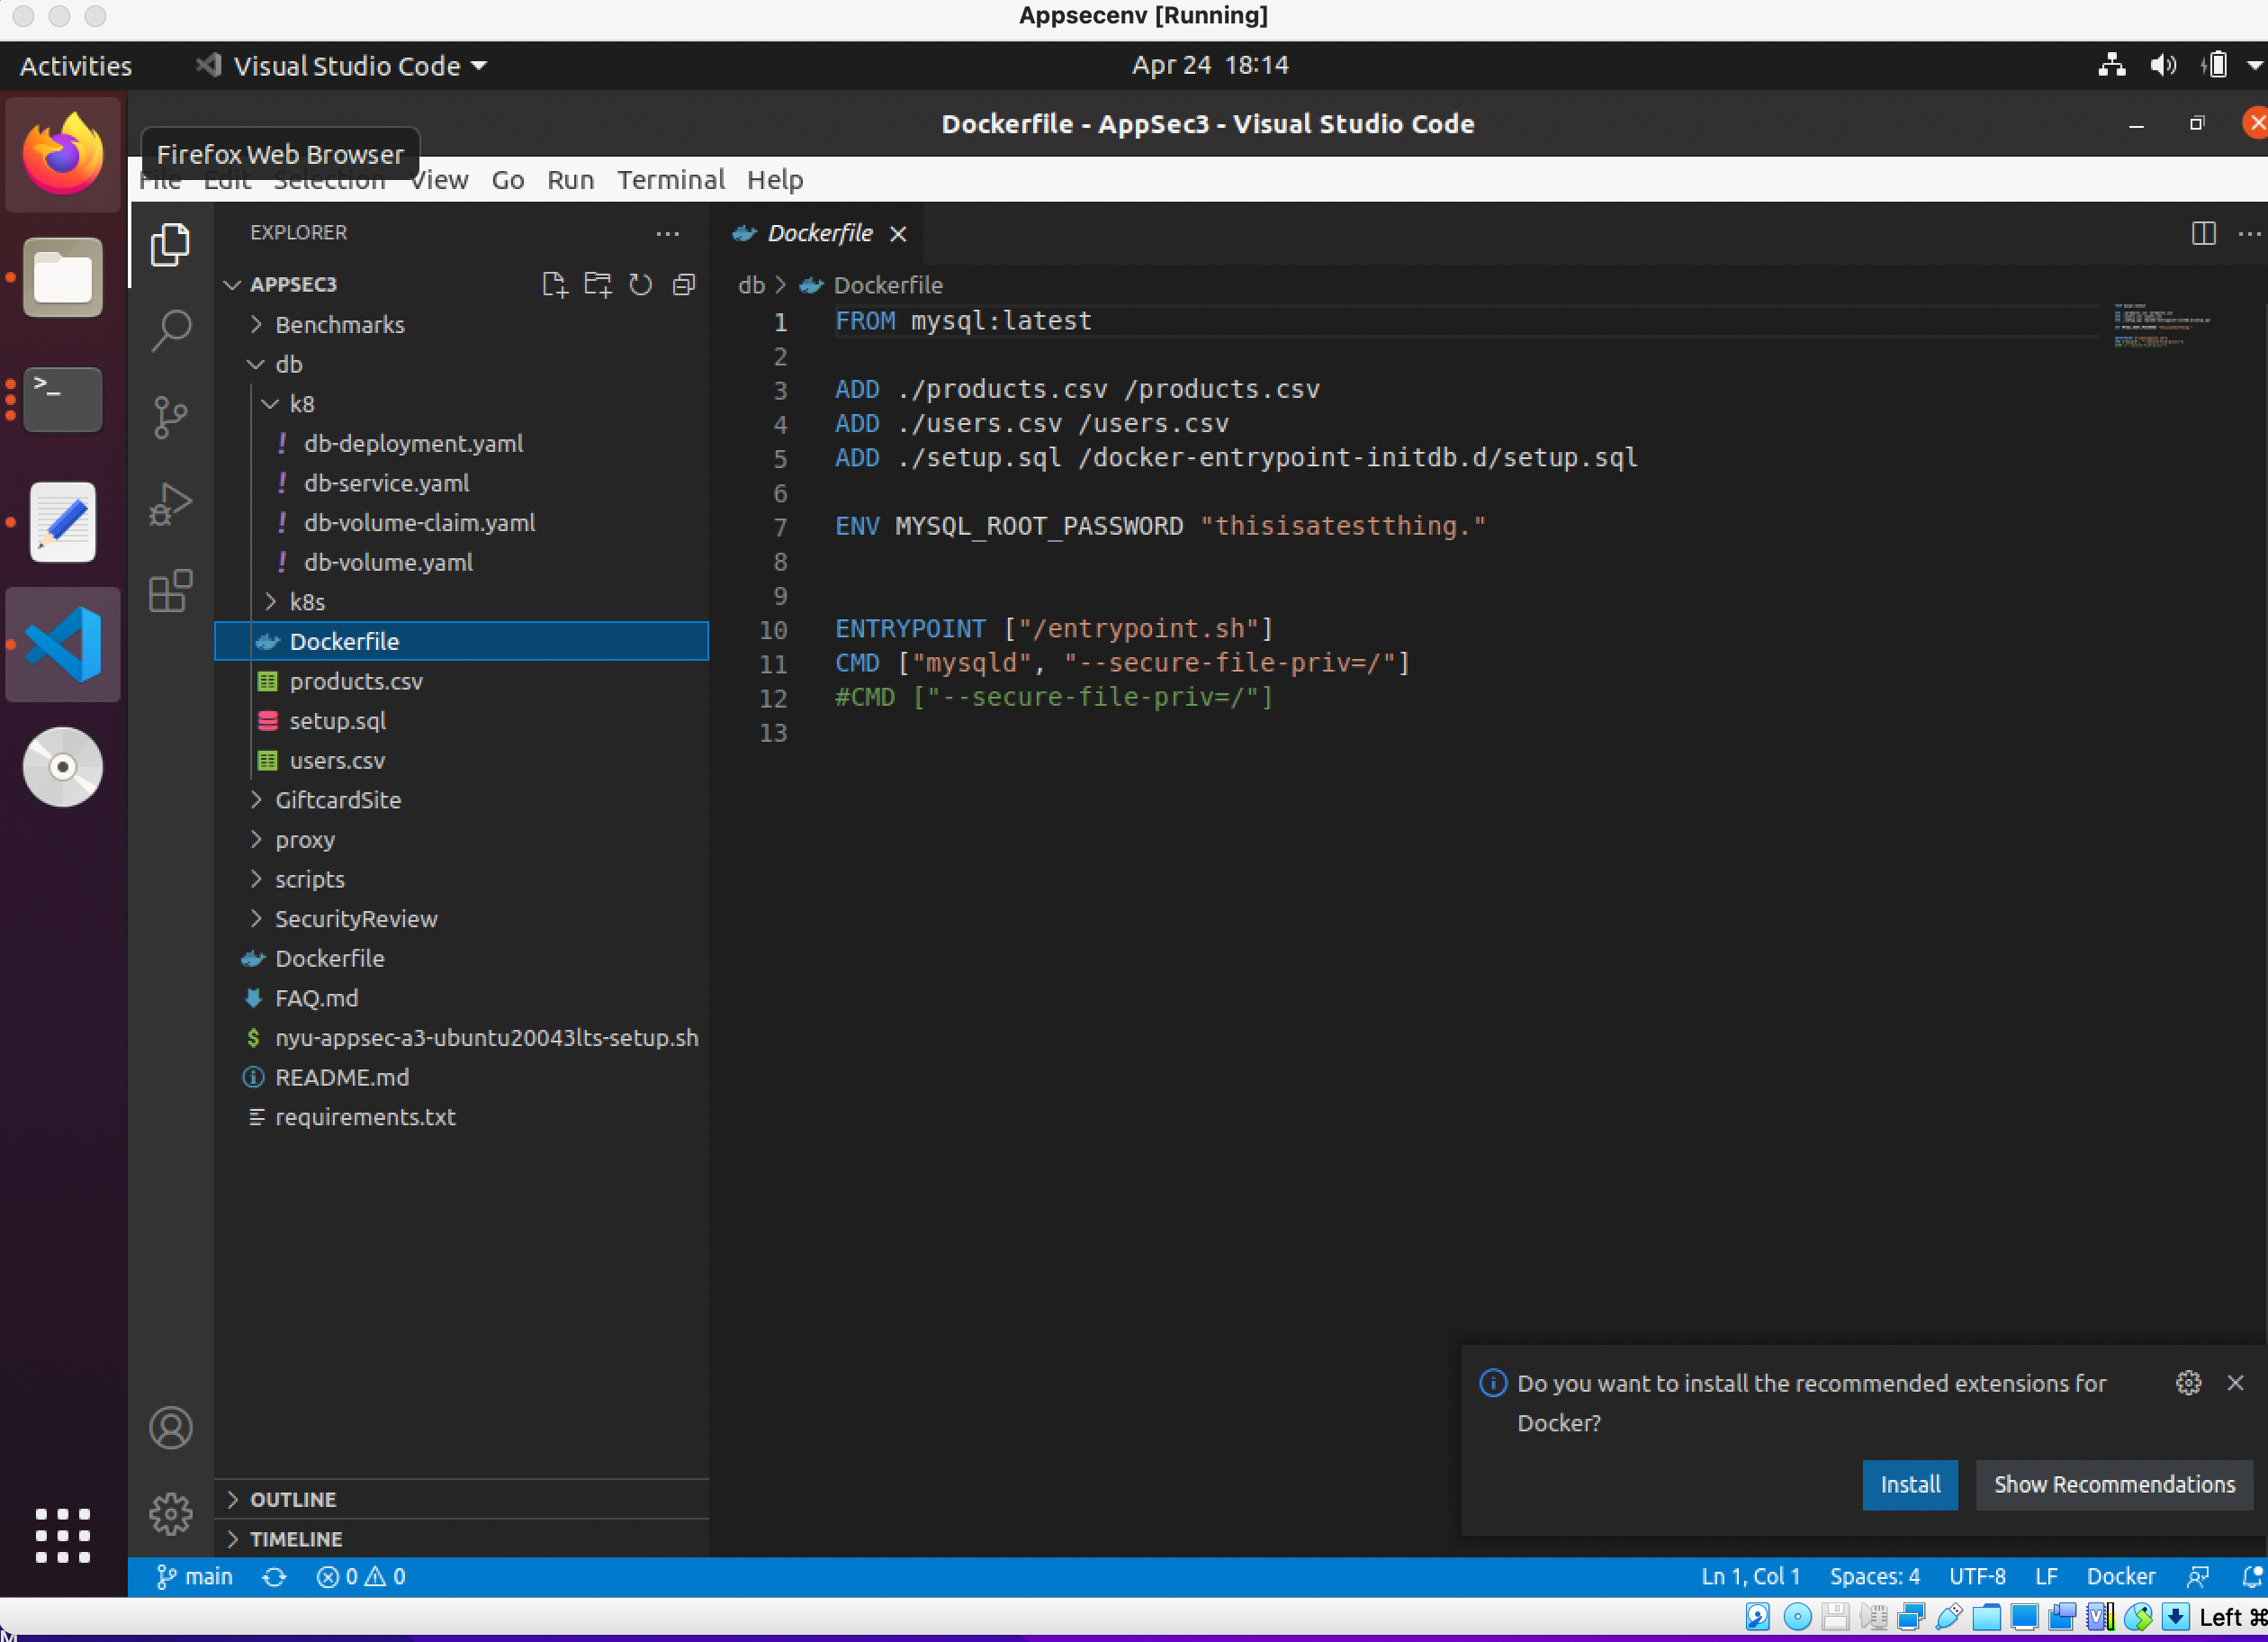 Appsecenv [Running]
Activities
Visual Studio Code
Apr 24 18:14
Dockerfile - AppSec3 - Visual Studio Code
Firefox Web Browser
File Edit Selection View Go Run Terminal Help
EXPLORER
APPSEC3
Benchmarks
db
k8
! db-deployment.yaml
! db-service.yaml
! db-volume-claim.yaml
! db-volume.yaml
k8s
Dockerfile
products.csv
setup.sql
users.csv
GiftcardSite
proxy
scripts
SecurityReview
Dockerfile
FAQ.md
$ nyu-appsec-a3-ubuntu20043lts-setup.sh
README.md
requirements.txt
OUTLINE
TIMELINE
Dockerfile
db > Dockerfile
1 FROM mysql:latest
2
3 ADD ./products.csv /products.csv
4 ADD ./users.csv /users.csv
5 ADD ./setup.sql /docker-entrypoint-initdb.d/setup.sql
6
7 ENV MYSQL_ROOT_PASSWORD "thisisatestthing."
8
9
10 ENTRYPOINT ["/entrypoint.sh"]
11 CMD ["mysqld", "--secure-file-priv=/"]
12 #CMD ["--secure-file-priv=/"]
13
Do you want to install the recommended extensions for
Docker?
Install
Show Recommendations
main 0 0
Ln 1, Col 1 Spaces: 4 UTF-8 LF Docker
Left ⌘